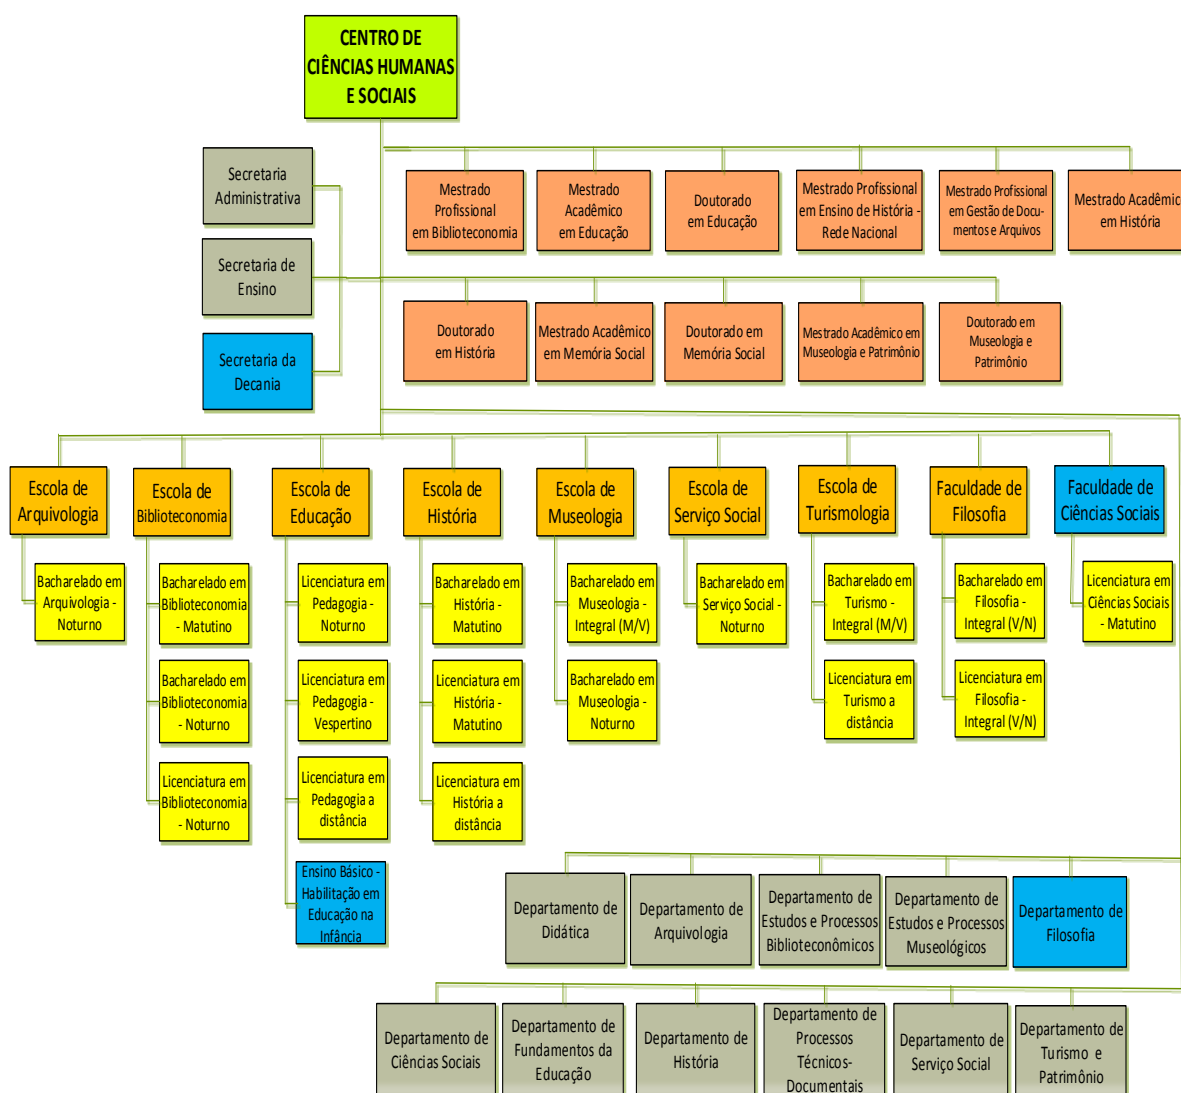 CENTRO DE
CIÊNCIAS HUMANAS
E SOCIAIS
Secretaria
Administrativa
Secretaria de
Ensino
Secretaria da
Decania
Mestrado
Profissional
em Biblioteconomia
Mestrado
Acadêmico
em Educação
Doutorado
em Educação
Mestrado Profissional
em Ensino de História -
Rede Nacional
Mestrado Profissional
em Gestão de Docu-
mentos e Arquivos
Mestrado Acadêmico
em História
Doutorado
em História
Mestrado Acadêmico
em Memória Social
Doutorado em
Memória Social
Mestrado Acadêmico em
Museologia e Patrimônio
Doutorado em
Museologia e
Patrimônio
Escola de
Arquivologia
Escola de
Biblioteconomia
Escola de
Educação
Escola de
História
Escola de
Museologia
Escola de
Serviço Social
Escola de
Turismologia
Faculdade de
Filosofia
Faculdade de
Ciências Sociais
Bacharelado em
Arquivologia -
Noturno
Bacharelado em
Biblioteconomia
- Matutino
Licenciatura em
Pedagogia -
Noturno
Bacharelado em
História -
Matutino
Bacharelado em
Museologia -
Integral (M/V)
Bacharelado em
Serviço Social -
Noturno
Bacharelado em
Turismo -
Integral (M/V)
Bacharelado em
Filosofia -
Integral (V/N)
Licenciatura em
Ciências Sociais
- Matutino
Bacharelado em
Biblioteconomia
- Noturno
Licenciatura em
Pedagogia -
Vespertino
Licenciatura em
História -
Matutino
Bacharelado em
Museologia -
Noturno
Licenciatura em
Turismo a
distância
Licenciatura em
Filosofia -
Integral (V/N)
Licenciatura em
Biblioteconomia
- Noturno
Licenciatura em
Pedagogia a
distância
Licenciatura em
História a
distância
Ensino Básico -
Habilitação em
Educação na
Infância
Departamento de
Didática
Departamento de
Arquivologia
Departamento de
Estudos e Processos
Biblioteconômicos
Departamento de
Estudos e Processos
Museológicos
Departamento de
Filosofia
Departamento de
Ciências Sociais
Departamento de
Fundamentos da
Educação
Departamento de
História
Departamento de
Processos
Técnicos-
Documentais
Departamento de
Serviço Social
Departamento de
Turismo e
Patrimônio